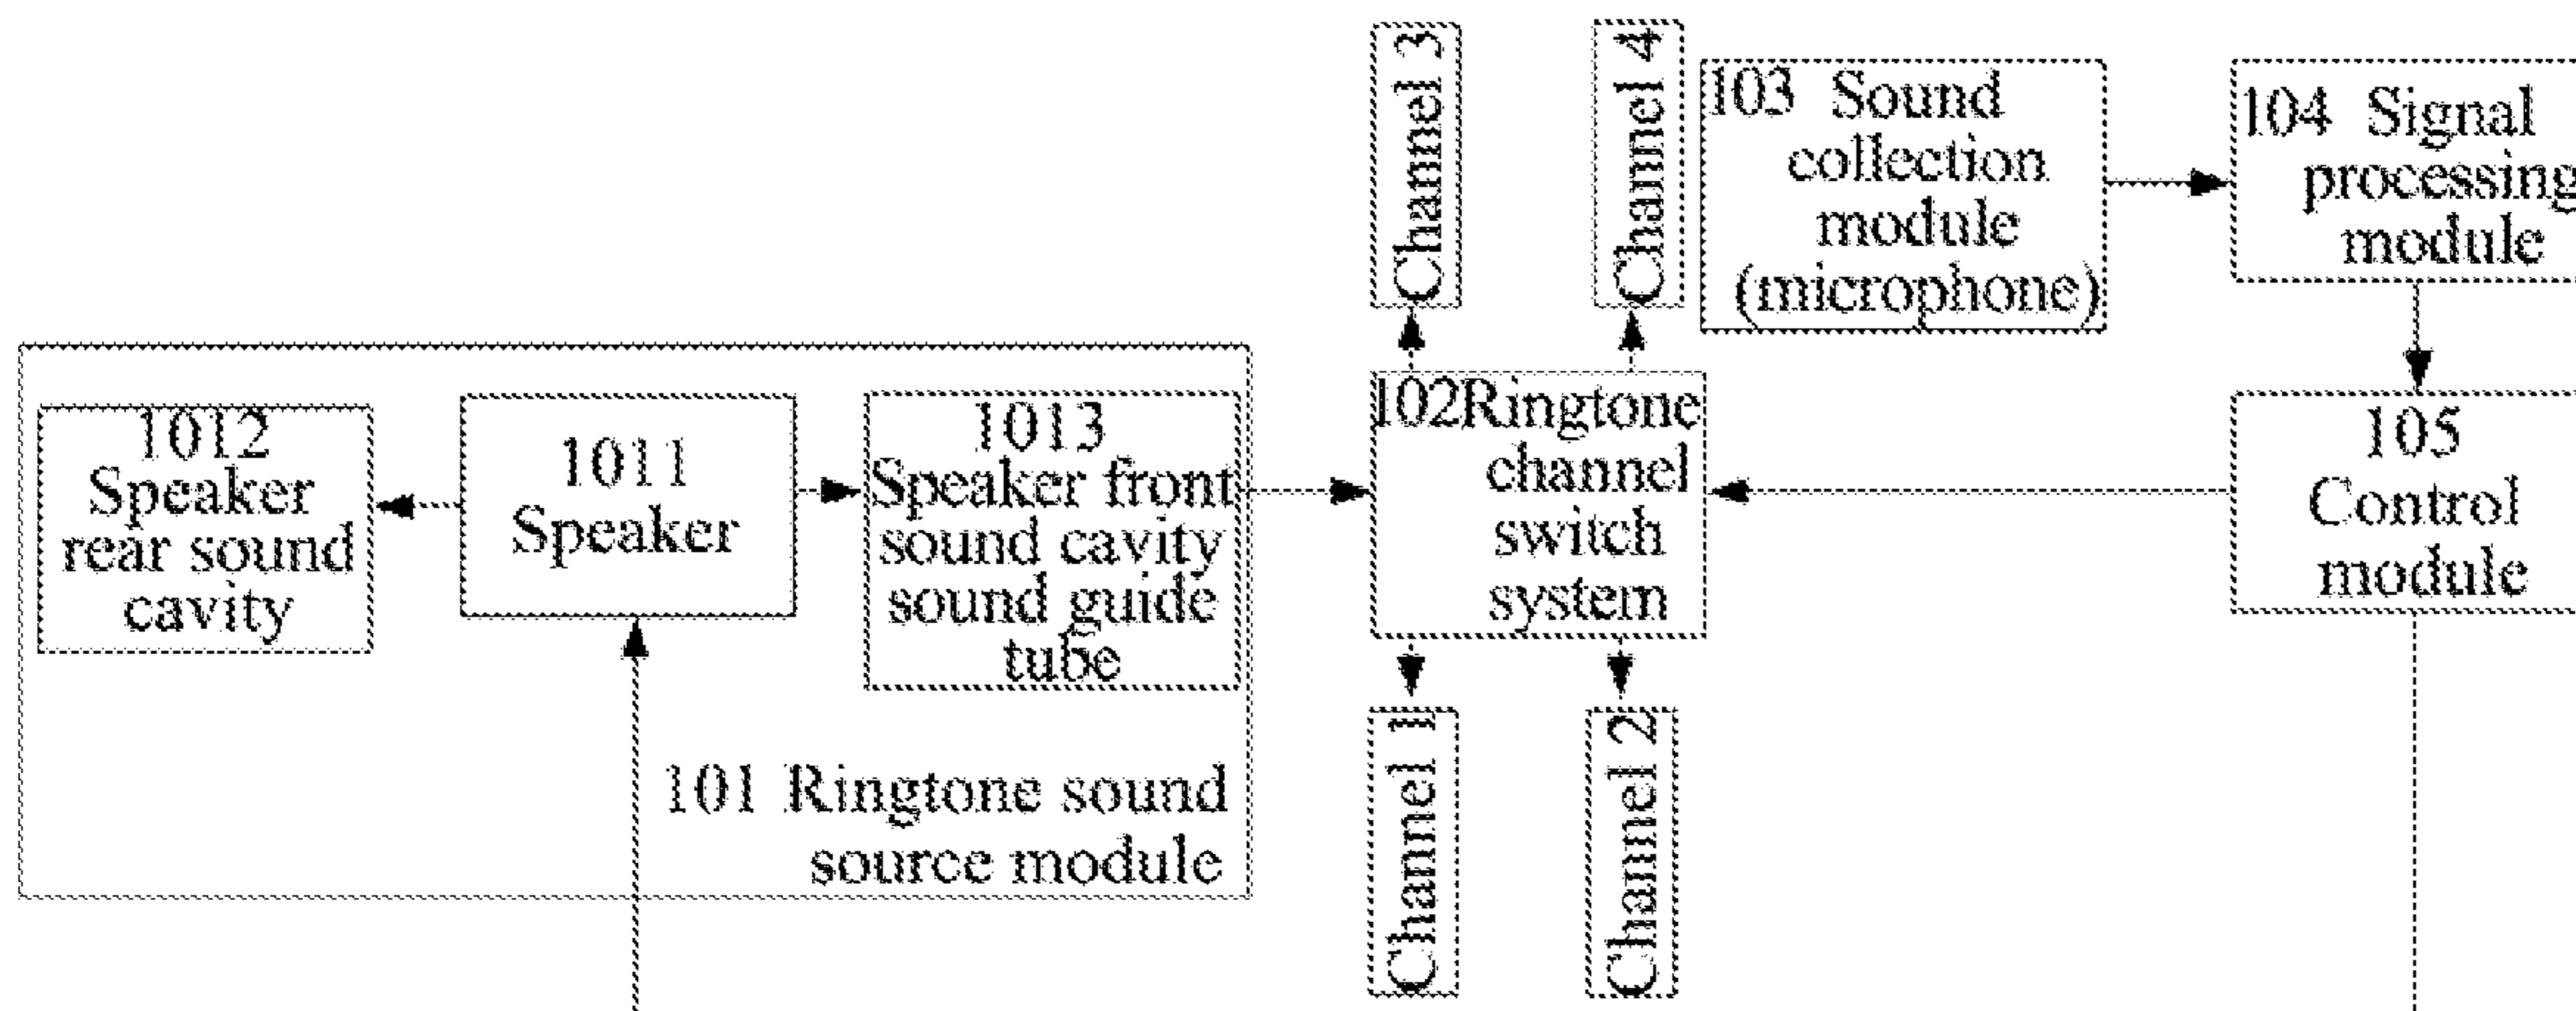 Channel 3
Channel 4
103 Sound
collection
module
(microphone)
104 Signal
processing
module
1012
Speaker
rear sound
cavity
1011
Speaker
1013
Speaker front
sound cavity
sound guide
tube
102Ringtone
channel
switch
system
105
Control
module
101 Ringtone sound
source module
Channel 1
Channel 2